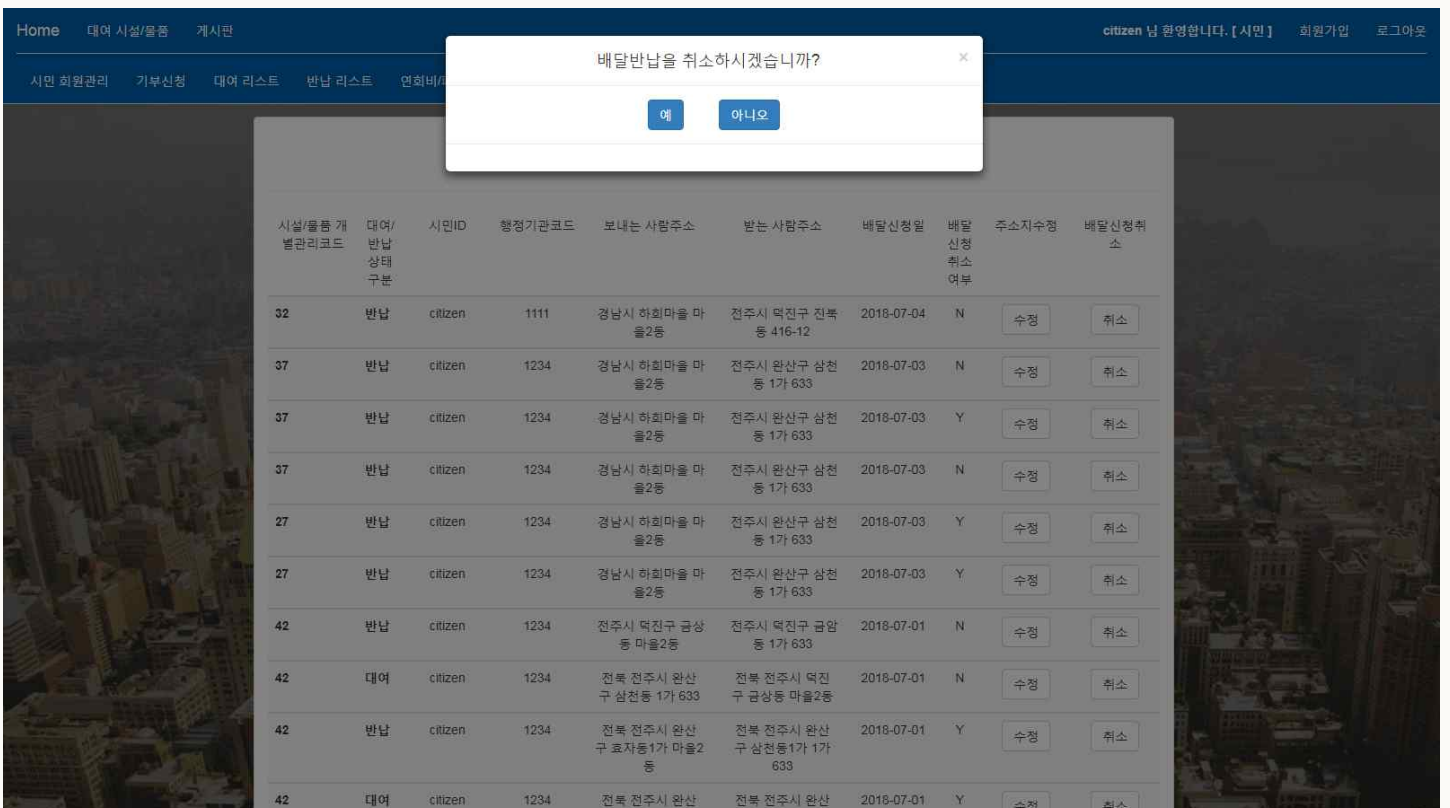 Home 대여 시설/물품 게시판 citizen 님 환영합니다. [ 시민 ] 회원가입 로그아웃
배달반납을 취소하시겠습니까? ×
시민 회원관리 기부신청 대여 리스트 반납 리스트 연회비/
예 아니오
시설/물품 개 대여/ 시민ID 행정기관코드 보내는 사람주소 받는 사람주소 배달신청일 배달 주소지수정 배달신청취
별관리코드 반납 신청 소
상태 취소
구분 여부
32 반납 citizen 1111 경남시 하회마을 마 전주시 덕진구 진북 2018-07-04 N 수정 취소
을2동 동 416-12
37 반납 citizen 1234 경남시 하회마을 마 전주시 완산구 삼천 2018-07-03 N 수정 취소
을2동 동 1가 633
37 반납 citizen 1234 경남시 하회마을 마 전주시 완산구 삼천 2018-07-03 Y 수정 취소
을2동 동 1가 633
37 반납 citizen 1234 경남시 하회마을 마 전주시 완산구 삼천 2018-07-03 N 수정 취소
을2동 동 1가 633
27 반납 citizen 1234 경남시 하회마을 마 전주시 완산구 삼천 2018-07-03 Y 수정 취소
을2동 동 1가 633
27 반납 citizen 1234 경남시 하회마을 마 전주시 완산구 삼천 2018-07-03 Y 수정 취소
을2동 동 1가 633
42 반납 citizen 1234 전주시 덕진구 금상 전주시 덕진구 금암 2018-07-01 N 수정 취소
동 마을2동 동 1가 633
42 대여 citizen 1234 전북 전주시 완산 전북 전주시 덕진 2018-07-01 N 수정 취소
구 삼천동 1가 633 구 금상동 마을2동
42 반납 citizen 1234 전북 전주시 완산 전북 전주시 완산 2018-07-01 Y 수정 취소
구 효자동1가 마을2 구 삼천동1가 1가
동 633
42 대여 citizen 1234 전북 전주시 완산 전북 전주시 완산 2018-07-01 Y 수정 취소